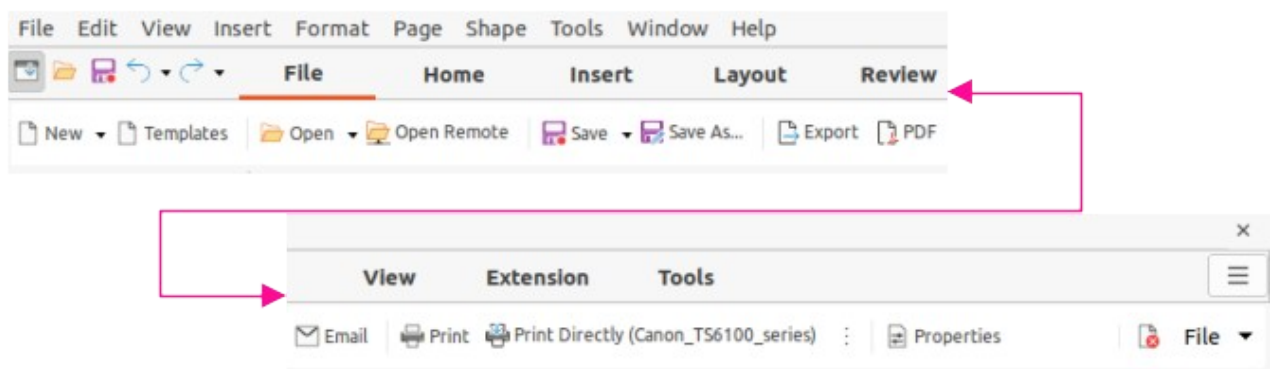 File Edit View Insert Format Page Shape Tools Window Help
File Home Insert Layout Review
New Templates Open Open Remote Save Save As... Export PDF
View Extension Tools
Email Print Print Directly (Canon_TS6100_series) Properties File